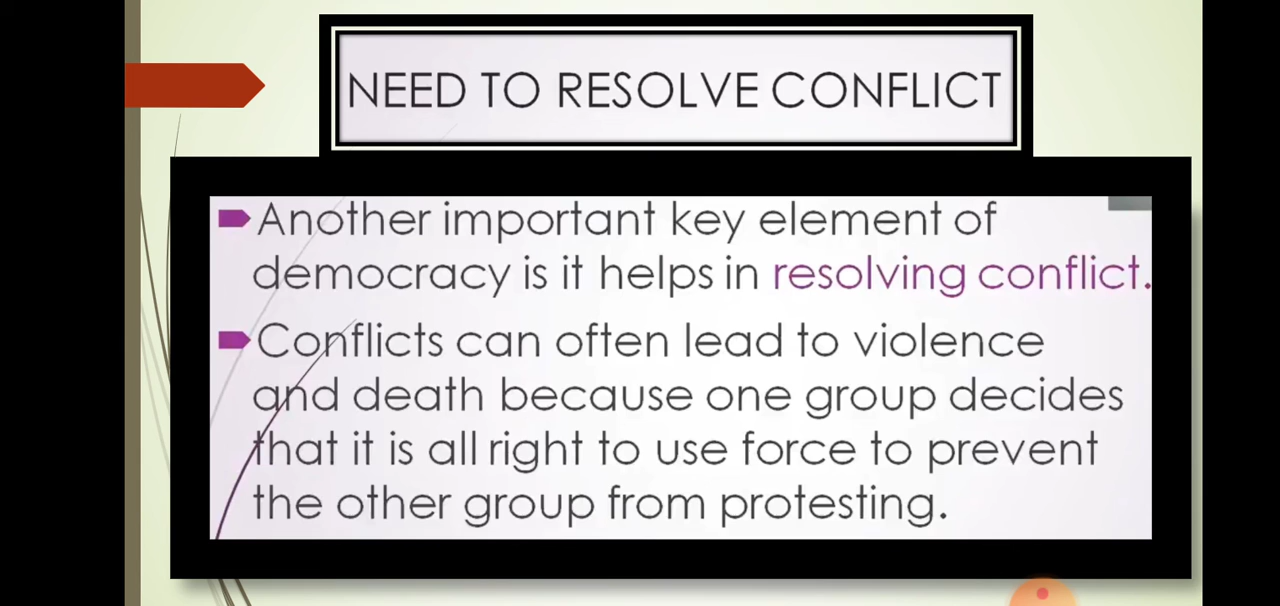 NEED TO RESOLVE CONFLICT
Another important key element of
democracy is it helps in resolving conflict.
Conflicts can often lead to violence
and death because one group decides
that it is all right to use force to prevent
the other group from protesting.